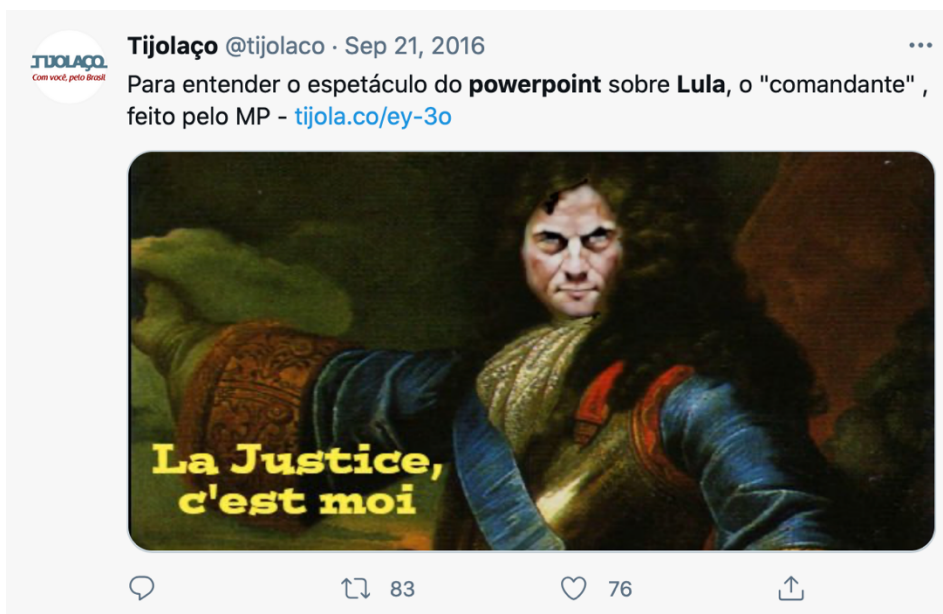 TIJOLAÇO.
Com você, pelo Brasil
Tijolaço @tijolaco · Sep 21, 2016
Para entender o espetáculo do powerpoint sobre Lula, o "comandante" ,
feito pelo MP - tijola.co/ey-3o
La Justice,
c'est moi
83
76